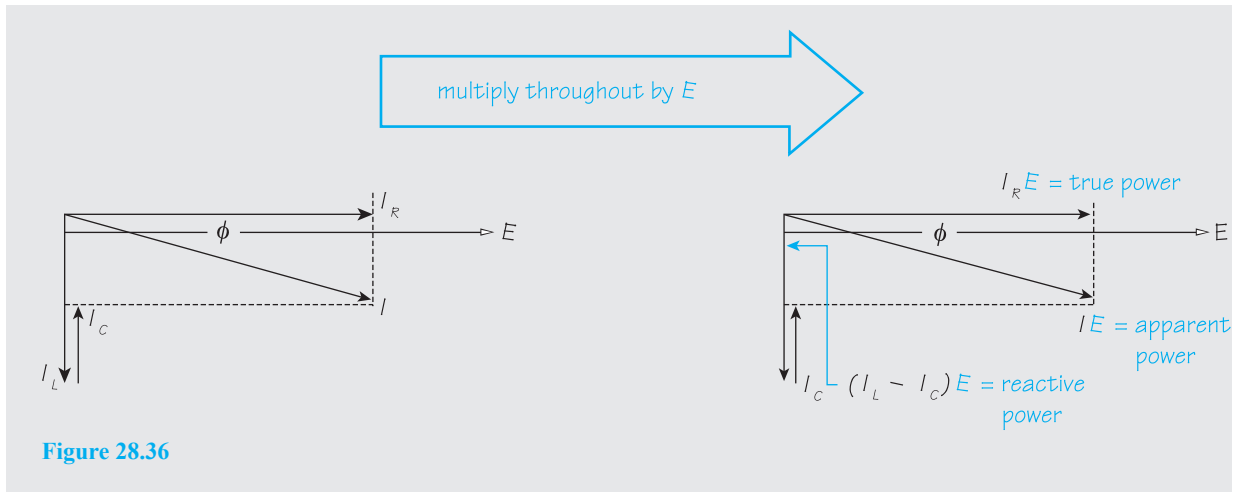 multiply throughout by E
I_R
ϕ
E
I
I_C
I_L
I_R E = true power
ϕ
E
I E = apparent
power
I_C
(I_L − I_C) E = reactive
power
Figure 28.36